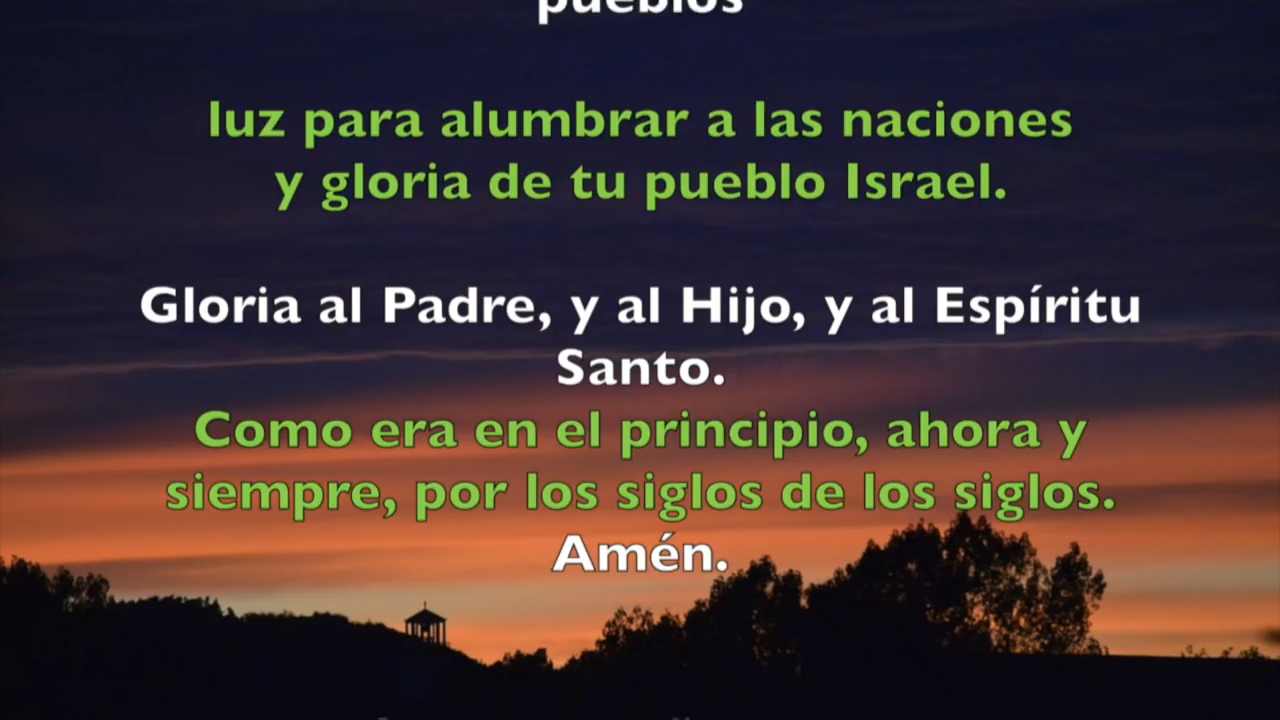 pueblos
luz para alumbrar a las naciones
y gloria de tu pueblo Israel.
Gloria al Padre, y al Hijo, y al Espíritu
Santo.
Como era en el principio, ahora y
siempre, por los siglos de los siglos.
Amén.